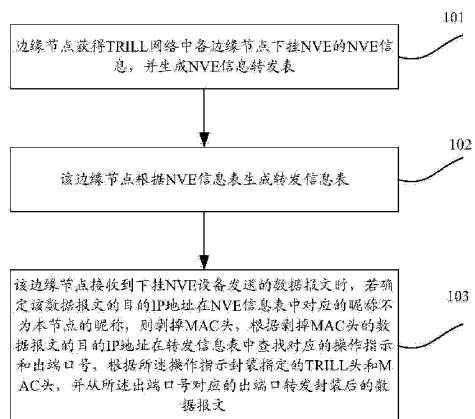 101
边缘节点获得TRILL网络中各边缘节点下挂NVE的NVE信
息，并生成NVE信息转发表
102
该边缘节点根据NVE信息表生成转发信息表
103
该边缘节点接收到下挂NVE设备发送的数据报文时，若确
定该数据报文的目的IP地址在NVE信息表中对应的昵称不
为本节点的昵称，则剥掉MAC头，根据剥掉MAC头的数
据报文的目的IP地址在转发信息表中查找对应的操作指示
和出端口号，根据所述操作指示封装指定的TRILL头和M
AC头，并从所述出端口号对应的出端口转发封装后的数
据报文